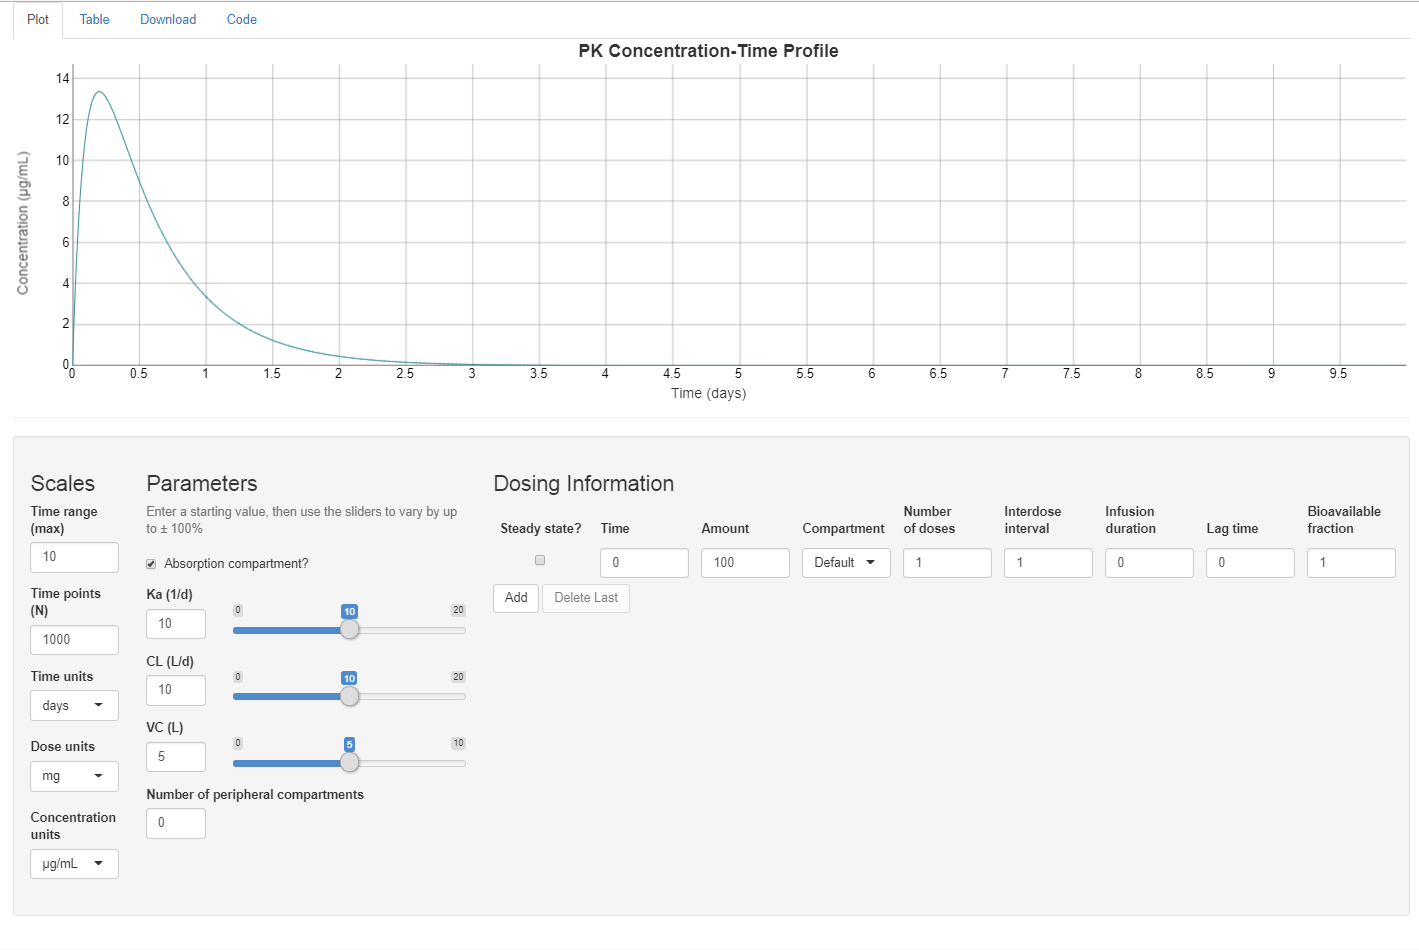 Plot Table Download Code
PK Concentration-Time Profile
Concentration (µg/mL)
14
12
10
8
6
4
2
0
0 0.5 1 1.5 2 2.5 3 3.5 4 4.5 5 5.5 6 6.5 7 7.5 8 8.5 9 9.5
Time (days)
Scales
Time range
(max)
10
Time points
(N)
1000
Time units
days
Dose units
mg
Concentration
units
µg/mL
Parameters
Enter a starting value, then use the sliders to vary by up
to ± 100%
Absorption compartment?
Ka (1/d)
10
0 10 20
CL (L/d)
10
0 10 20
VC (L)
5
0 5 10
Number of peripheral compartments
0
Dosing Information
Steady state?
Time
0
Amount
100
Compartment
Default
Number
of doses
1
Interdose
interval
1
Infusion
duration
0
Lag time
0
Bioavailable
fraction
1
Add Delete Last